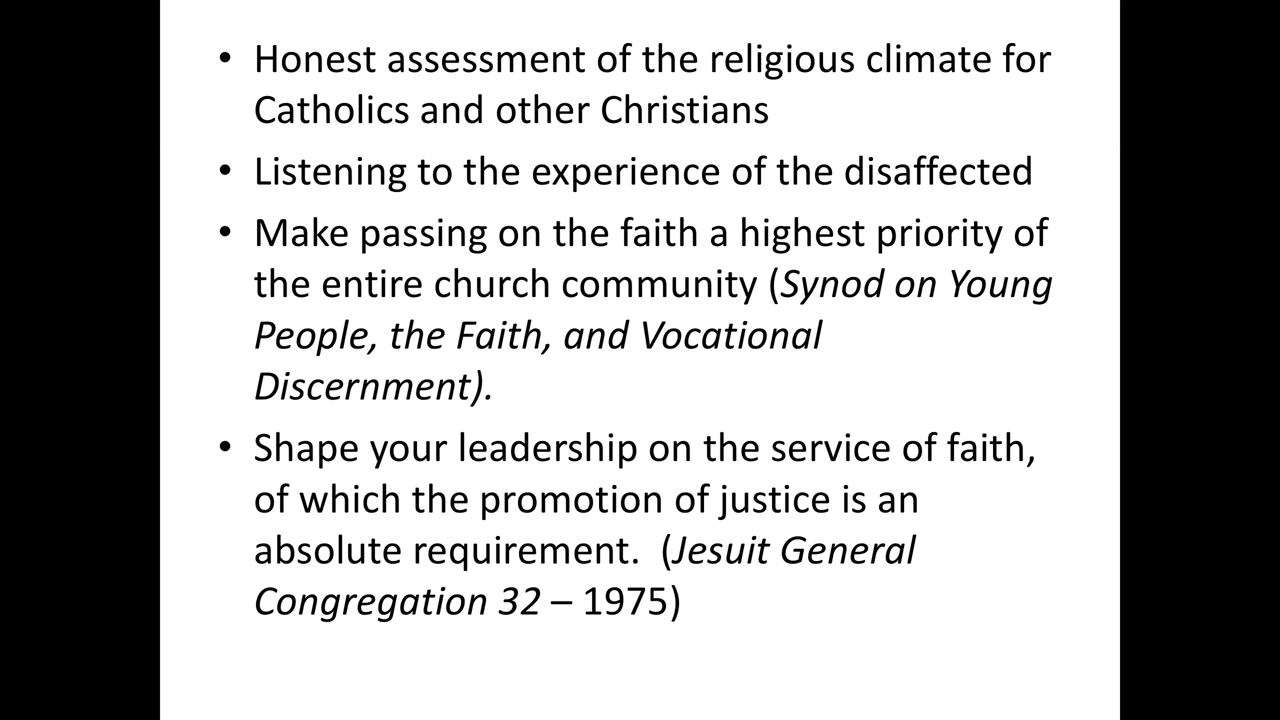 • Honest assessment of the religious climate for
Catholics and other Christians
• Listening to the experience of the disaffected
• Make passing on the faith a highest priority of
the entire church community (Synod on Young
People, the Faith, and Vocational
Discernment).
• Shape your leadership on the service of faith,
of which the promotion of justice is an
absolute requirement.  (Jesuit General
Congregation 32 – 1975)